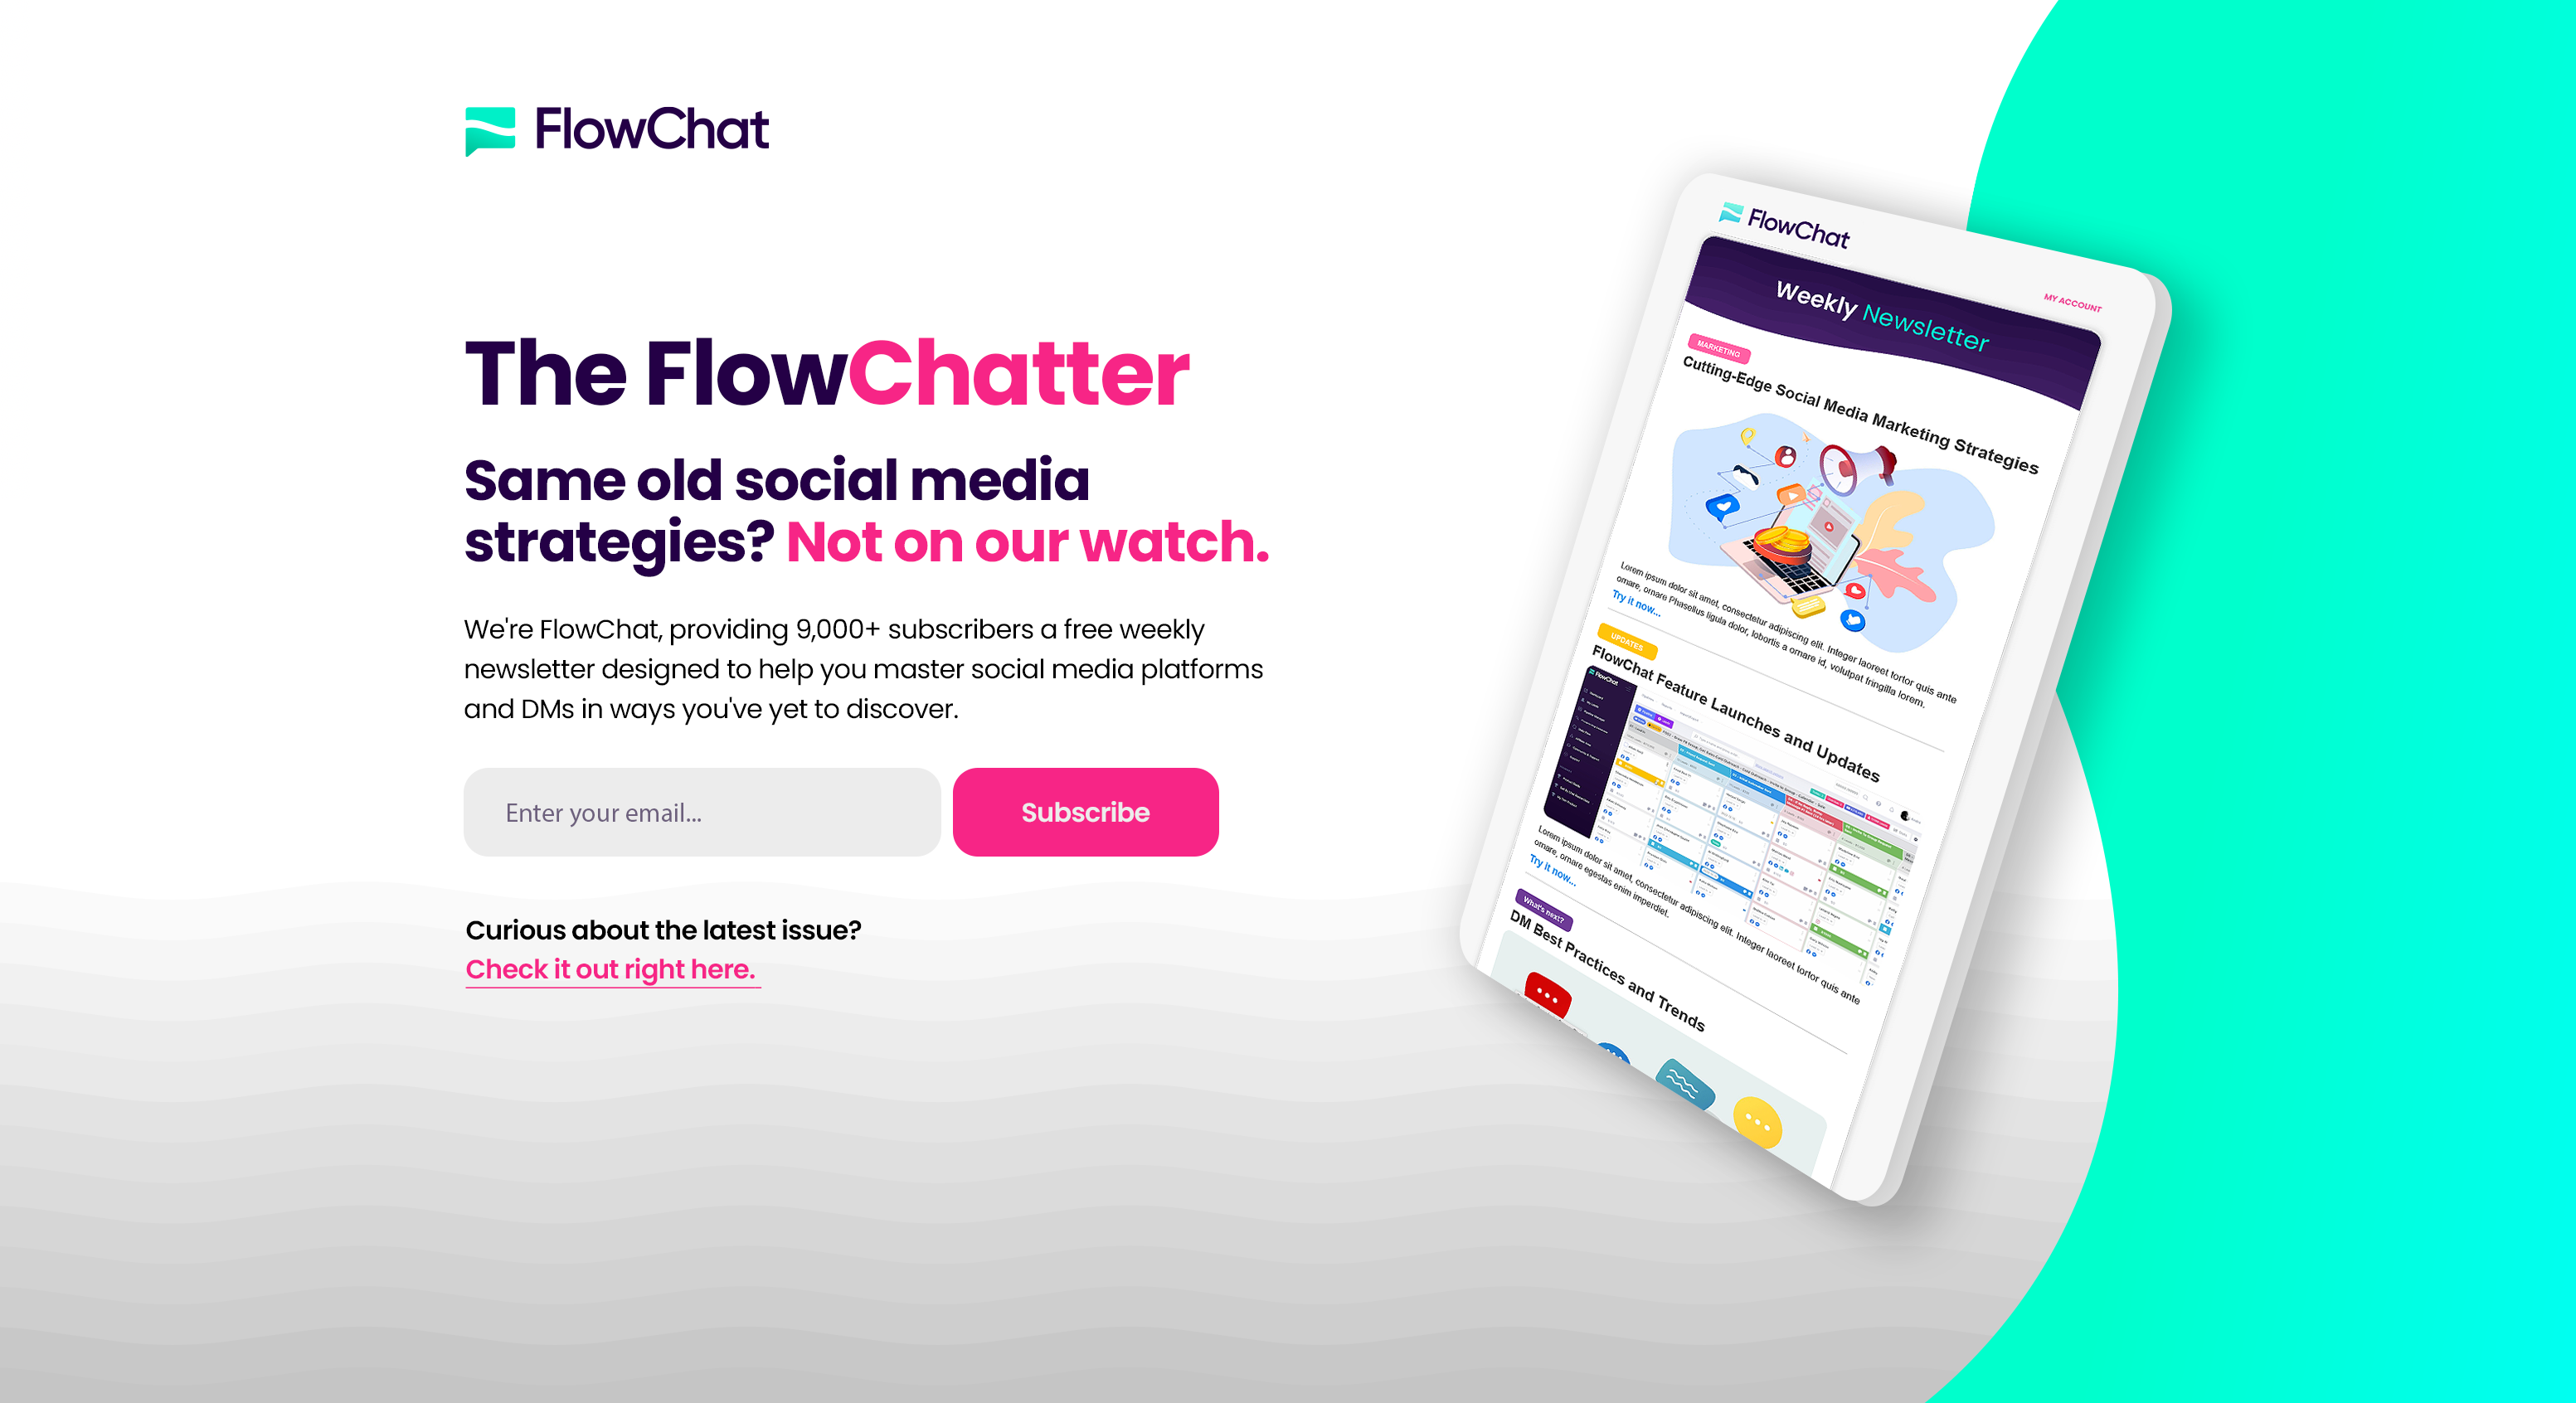 FlowChat
The FlowChatter
Same old social media
strategies? Not on our watch.
We're FlowChat, providing 9,000+ subscribers a free weekly
newsletter designed to help you master social media platforms
and DMs in ways you've yet to discover.
Enter your email...
Subscribe
Curious about the latest issue?
Check it out right here.
FlowChat
MY ACCOUNT
Weekly Newsletter
MARKETING
Cutting-Edge Social Media Marketing Strategies
Lorem ipsum dolor sit amet, consectetur adipiscing elit. Integer laoreet tortor quis ante
ornare, ornare Phasellus ligula dolor, lobortis a ornare id, volutpat fringilla lorem.
Try it now...
UPDATES
FlowChat Feature Launches and Updates
FlowChat
Lorem ipsum dolor sit amet, consectetur adipiscing elit. Integer laoreet tortor quis ante
ornare, ornare egestas enim imperdiet.
Try it now...
What's next?
DM Best Practices and Trends